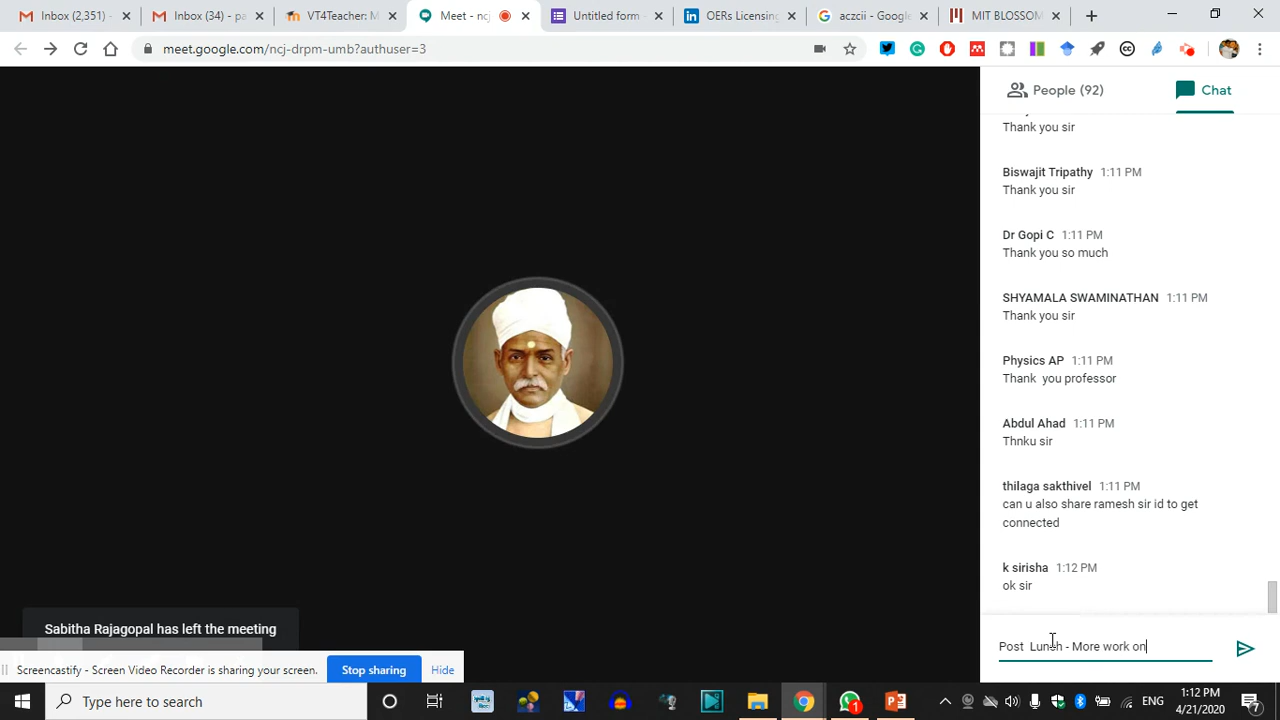 Inbox (2,351) -
Inbox (34) - pa
VT4Teacher: M
Meet - ncj
Untitled form -
OERs Licensing
aczcii - Google
MIT BLOSSOM
meet.google.com/ncj-drpm-umb?authuser=3
People (92)
Chat
Thank you sir
Biswajit Tripathy 1:11 PM
Thank you sir
Dr Gopi C 1:11 PM
Thank you so much
SHYAMALA SWAMINATHAN 1:11 PM
Thank you sir
Physics AP 1:11 PM
Thank you professor
Abdul Ahad 1:11 PM
Thnku sir
thilaga sakthivel 1:11 PM
can u also share ramesh sir id to get
connected
k sirisha 1:12 PM
ok sir
Post Lunch - More work on
Sabitha Rajagopal has left the meeting
Screencastify - Screen Video Recorder is sharing your screen.
Stop sharing
Hide
Type here to search
ENG
1:12 PM
4/21/2020